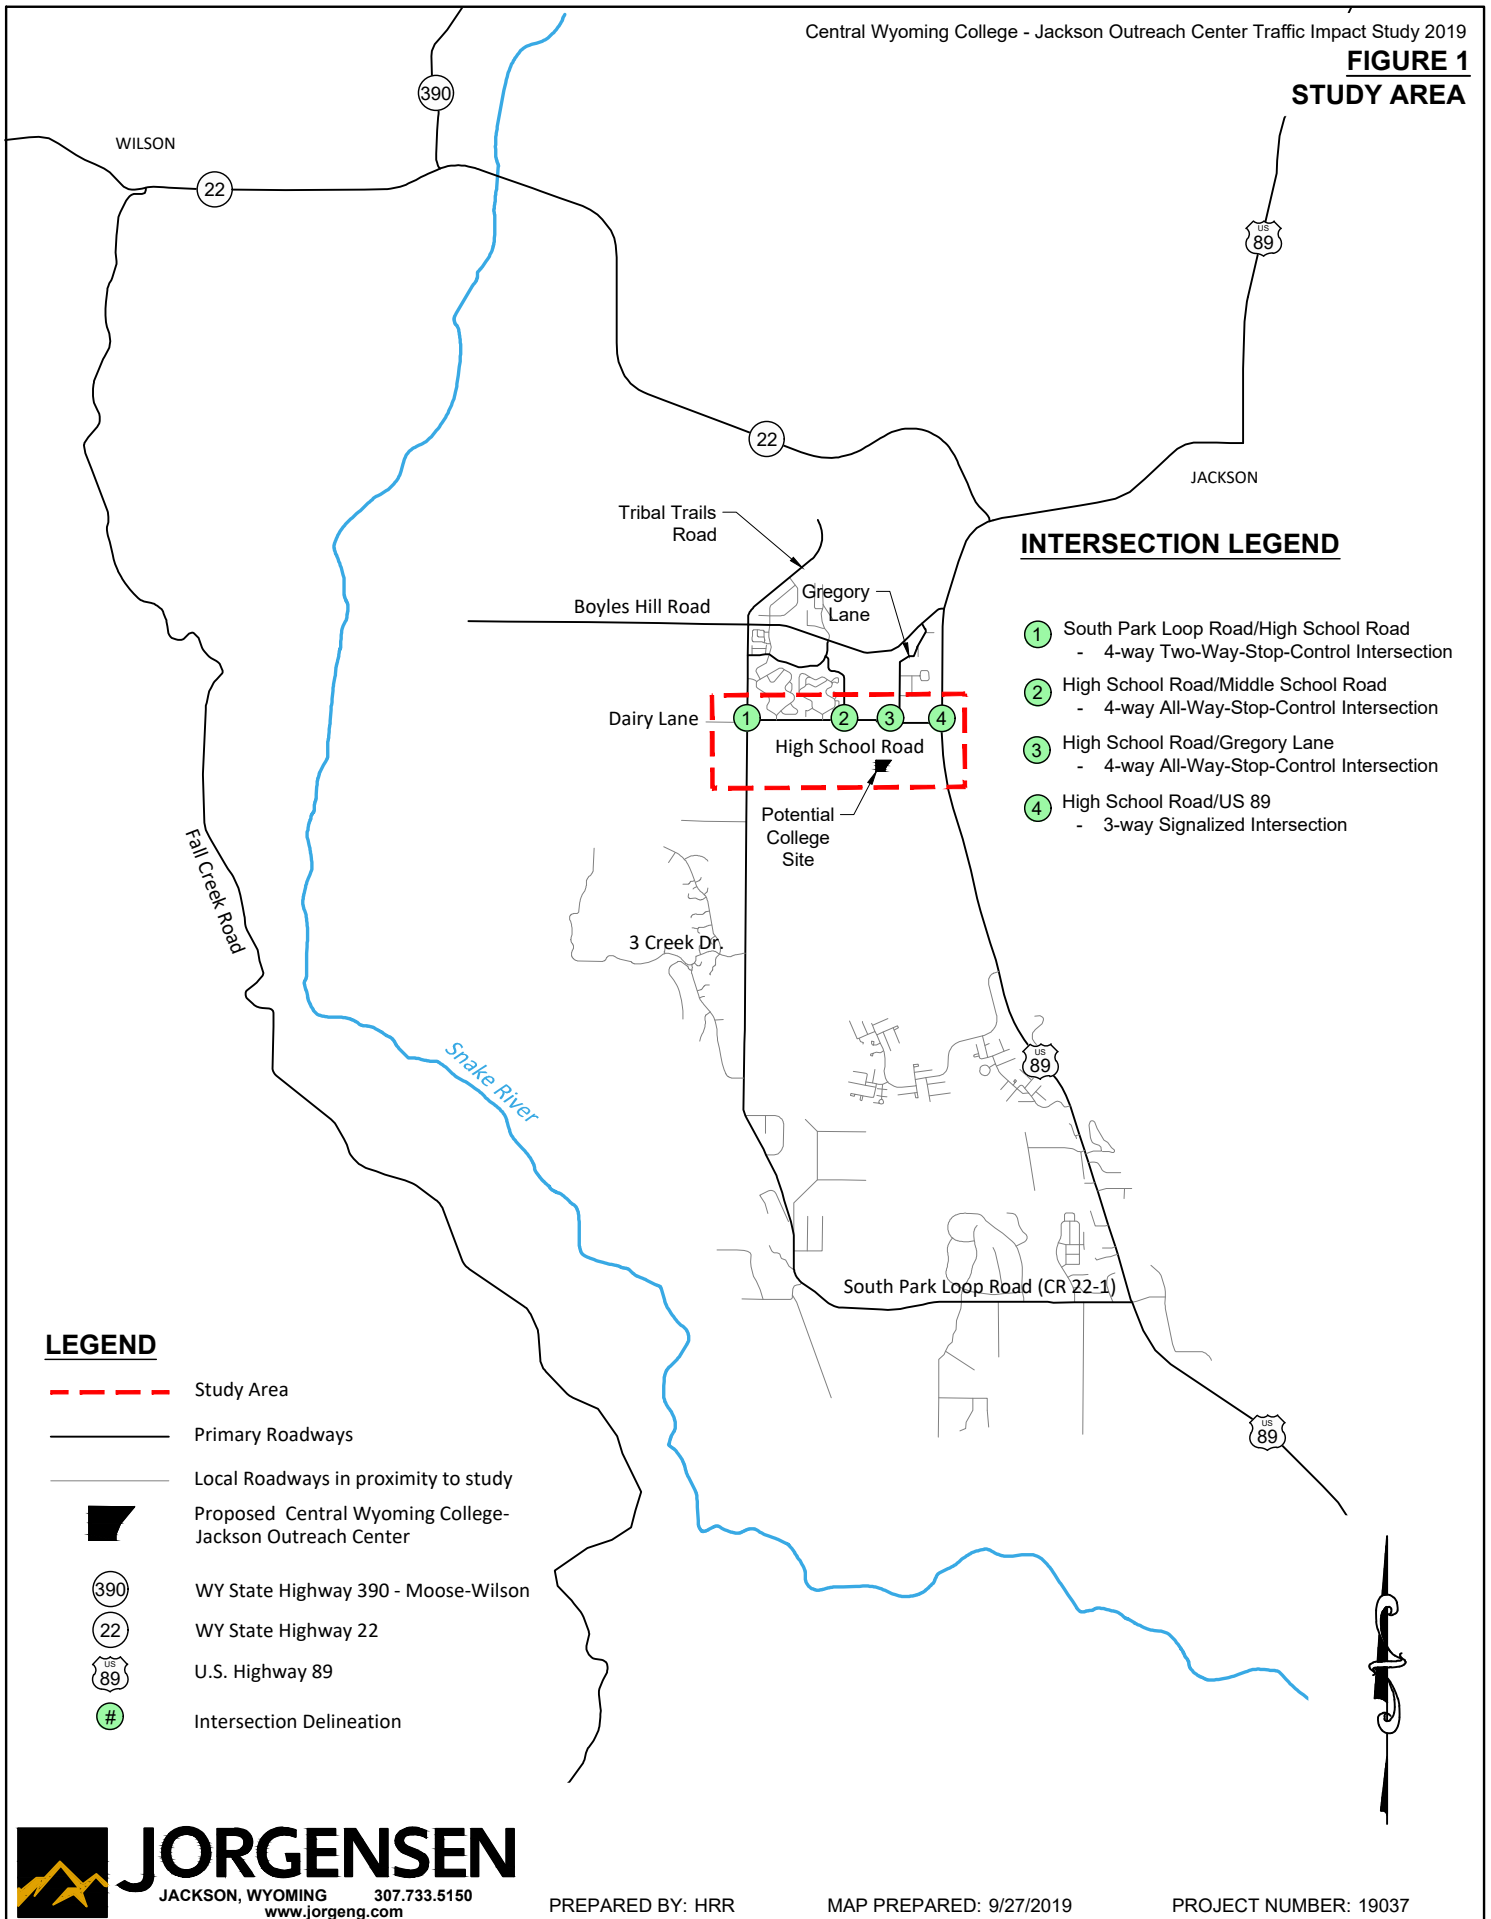 Central Wyoming College - Jackson Outreach Center Traffic Impact Study 2019
FIGURE 1
STUDY AREA
390
WILSON
22
US
89
22
JACKSON
Tribal Trails
Road
INTERSECTION LEGEND
Gregory
Lane
Boyles Hill Road
1 South Park Loop Road/High School Road
- 4-way Two-Way-Stop-Control Intersection
2 High School Road/Middle School Road
- 4-way All-Way-Stop-Control Intersection
3 High School Road/Gregory Lane
- 4-way All-Way-Stop-Control Intersection
4 High School Road/US 89
- 3-way Signalized Intersection
Dairy Lane
1 2 3 4
High School Road
Potential
College
Site
Fall Creek Road
3 Creek Dr.
Snake River
US
89
South Park Loop Road (CR 22-1)
US
89
LEGEND
Study Area
Primary Roadways
Local Roadways in proximity to study
Proposed Central Wyoming College-
Jackson Outreach Center
390 WY State Highway 390 - Moose-Wilson
22 WY State Highway 22
US
89 U.S. Highway 89
# Intersection Delineation
JORGENSEN
JACKSON, WYOMING 307.733.5150
www.jorgeng.com
PREPARED BY: HRR
MAP PREPARED: 9/27/2019
PROJECT NUMBER: 19037